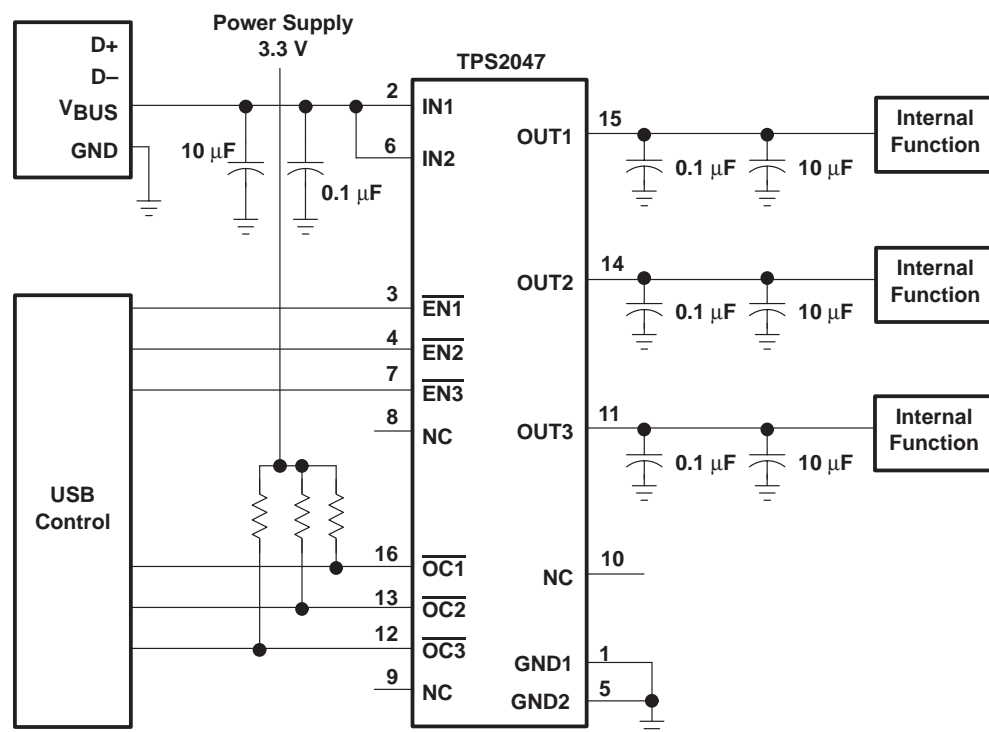 Power Supply
3.3 V
TPS2047
D+
D–
VBUS
GND
10 µF
0.1 µF
2
IN1
6
IN2
15
OUT1
0.1 µF
10 µF
Internal
Function
14
OUT2
0.1 µF
10 µF
Internal
Function
3
EN1
4
EN2
7
EN3
8
NC
11
OUT3
0.1 µF
10 µF
Internal
Function
USB
Control
16
OC1
13
OC2
12
OC3
9
NC
10
NC
1
GND1
5
GND2